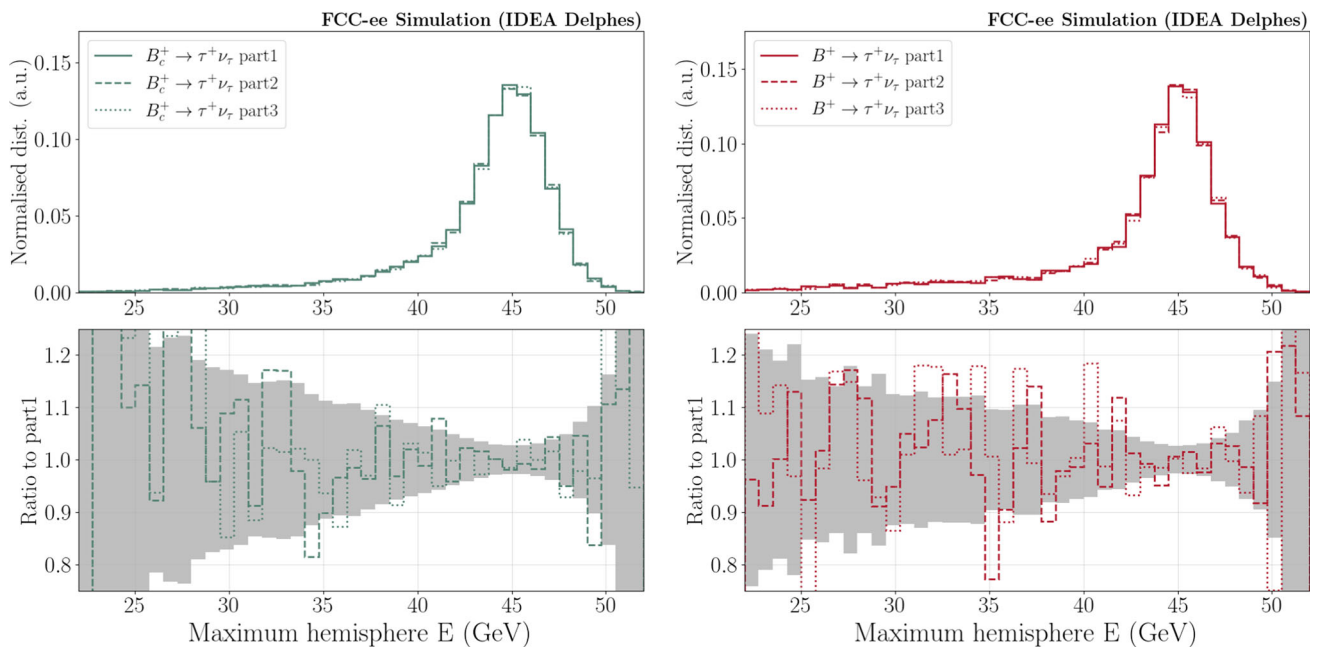 FCC-ee Simulation (IDEA Delphes)
B_c^+ → τ^+ν_τ part1
B_c^+ → τ^+ν_τ part2
B_c^+ → τ^+ν_τ part3
Normalised dist. (a.u.)
0.15
0.10
0.05
0.00
25 30 35 40 45 50
Ratio to part1
1.2
1.1
1.0
0.9
0.8
25 30 35 40 45 50
Maximum hemisphere E (GeV)
FCC-ee Simulation (IDEA Delphes)
B^+ → τ^+ν_τ part1
B^+ → τ^+ν_τ part2
B^+ → τ^+ν_τ part3
Normalised dist. (a.u.)
0.15
0.10
0.05
0.00
25 30 35 40 45 50
Ratio to part1
1.2
1.1
1.0
0.9
0.8
25 30 35 40 45 50
Maximum hemisphere E (GeV)